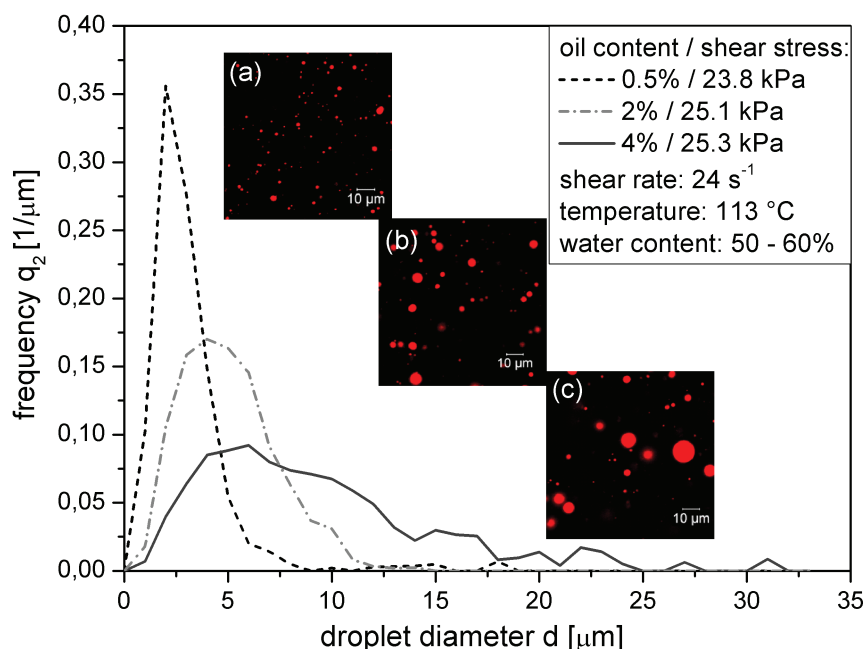 0,40
0,35
0,30
0,25
0,20
0,15
0,10
0,05
0,00
frequency q₂ [1/μm]
oil content / shear stress:
0.5% / 23.8 kPa
2% / 25.1 kPa
4% / 25.3 kPa
shear rate: 24 s⁻¹
temperature: 113 °C
water content: 50 - 60%
(a)
10 μm
(b)
10 μm
(c)
10 μm
0 5 10 15 20 25 30 35
droplet diameter d [μm]